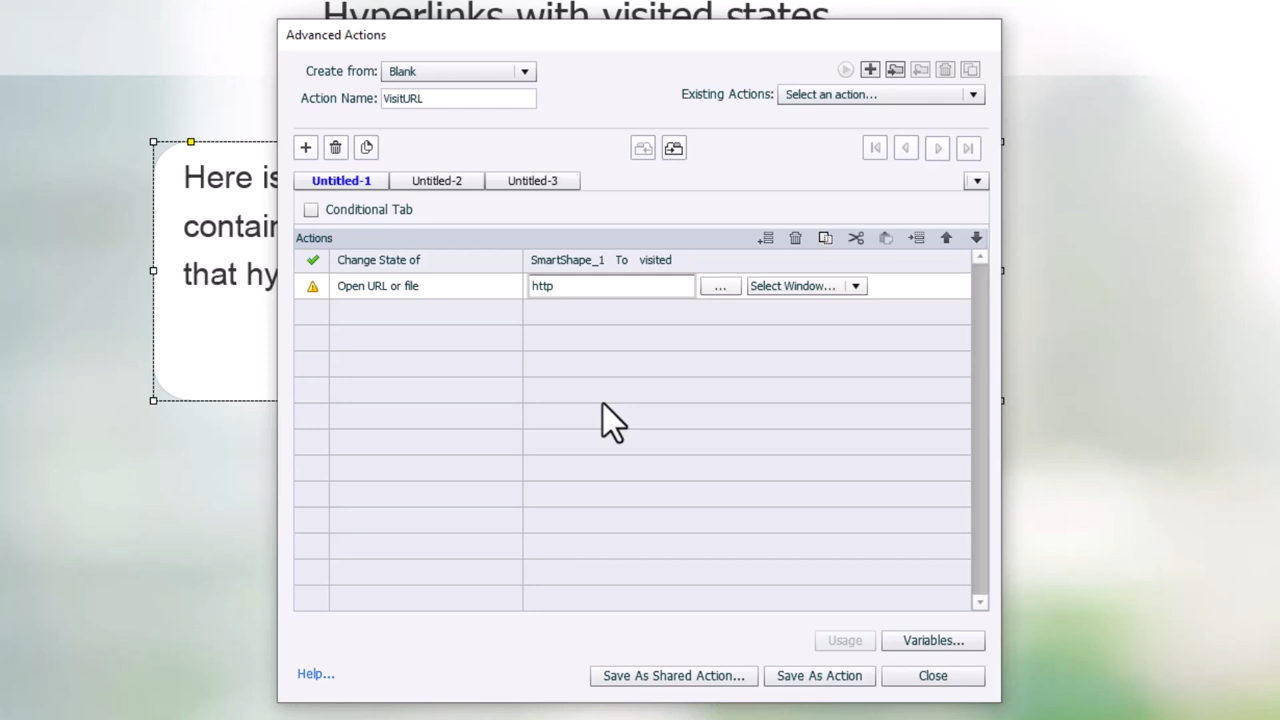 Hyperlinks with visited states
Advanced Actions
Create from: Blank
Action Name: VisitURL
Existing Actions: Select an action...
Here is
contain
that hy
Untitled-1 Untitled-2 Untitled-3
Conditional Tab
Actions
Change State of SmartShape_1 To visited
Open URL or file http ... Select Window...
Usage Variables...
Help... Save As Shared Action... Save As Action Close